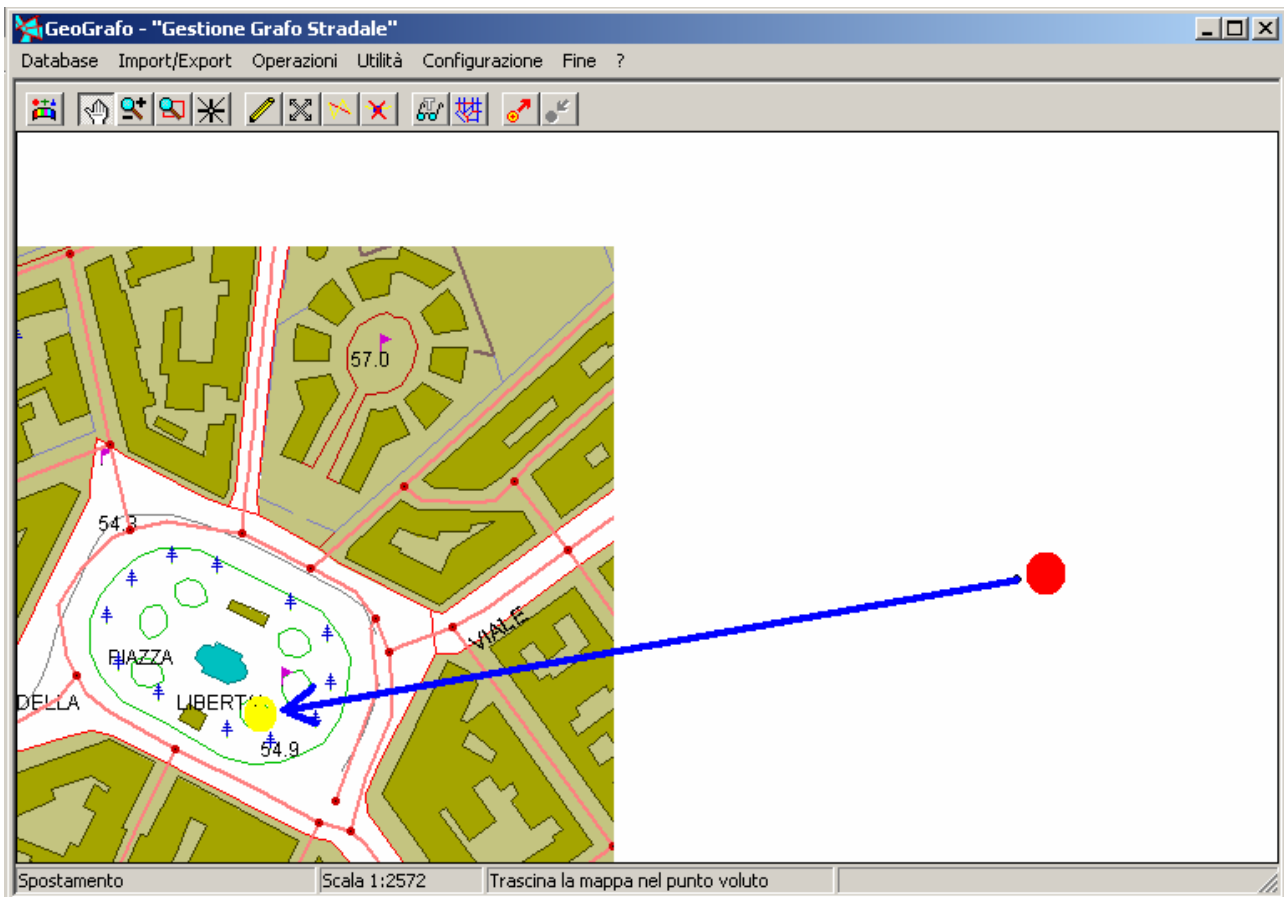 GeoGrafo - "Gestione Grafo Stradale"
Database Import/Export Operazioni Utilità Configurazione Fine ?
57.0
54.3
VIALE
PIAZZA
DELLA LIBERTA
54.9
Spostamento Scala 1:2572 Trascina la mappa nel punto voluto